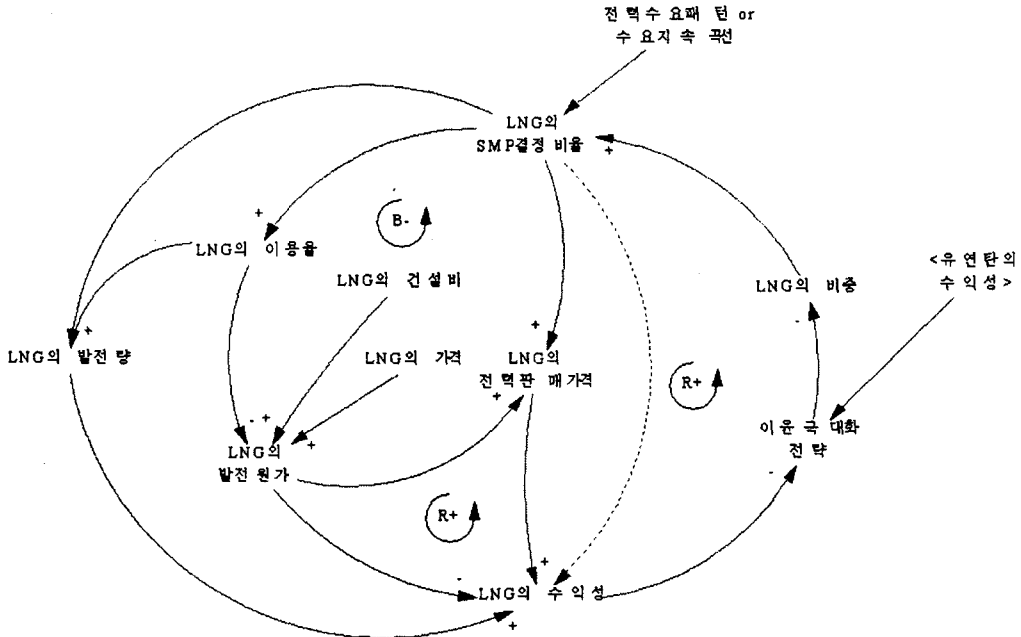 전력수요패턴 or
수요지속 곡선
LNG의
SMP결정 비율
+
+
B-
LNG의 이용율
<유연탄의
수익성>
LNG의 건설비
LNG의 비중
-
+
+
LNG의 발전량
LNG의 가격
LNG의
전력판매가격
+
R+
- +
+
이윤극대화
전략
LNG의
발전원가
-
R+
+
-
LNG의 수익성
+